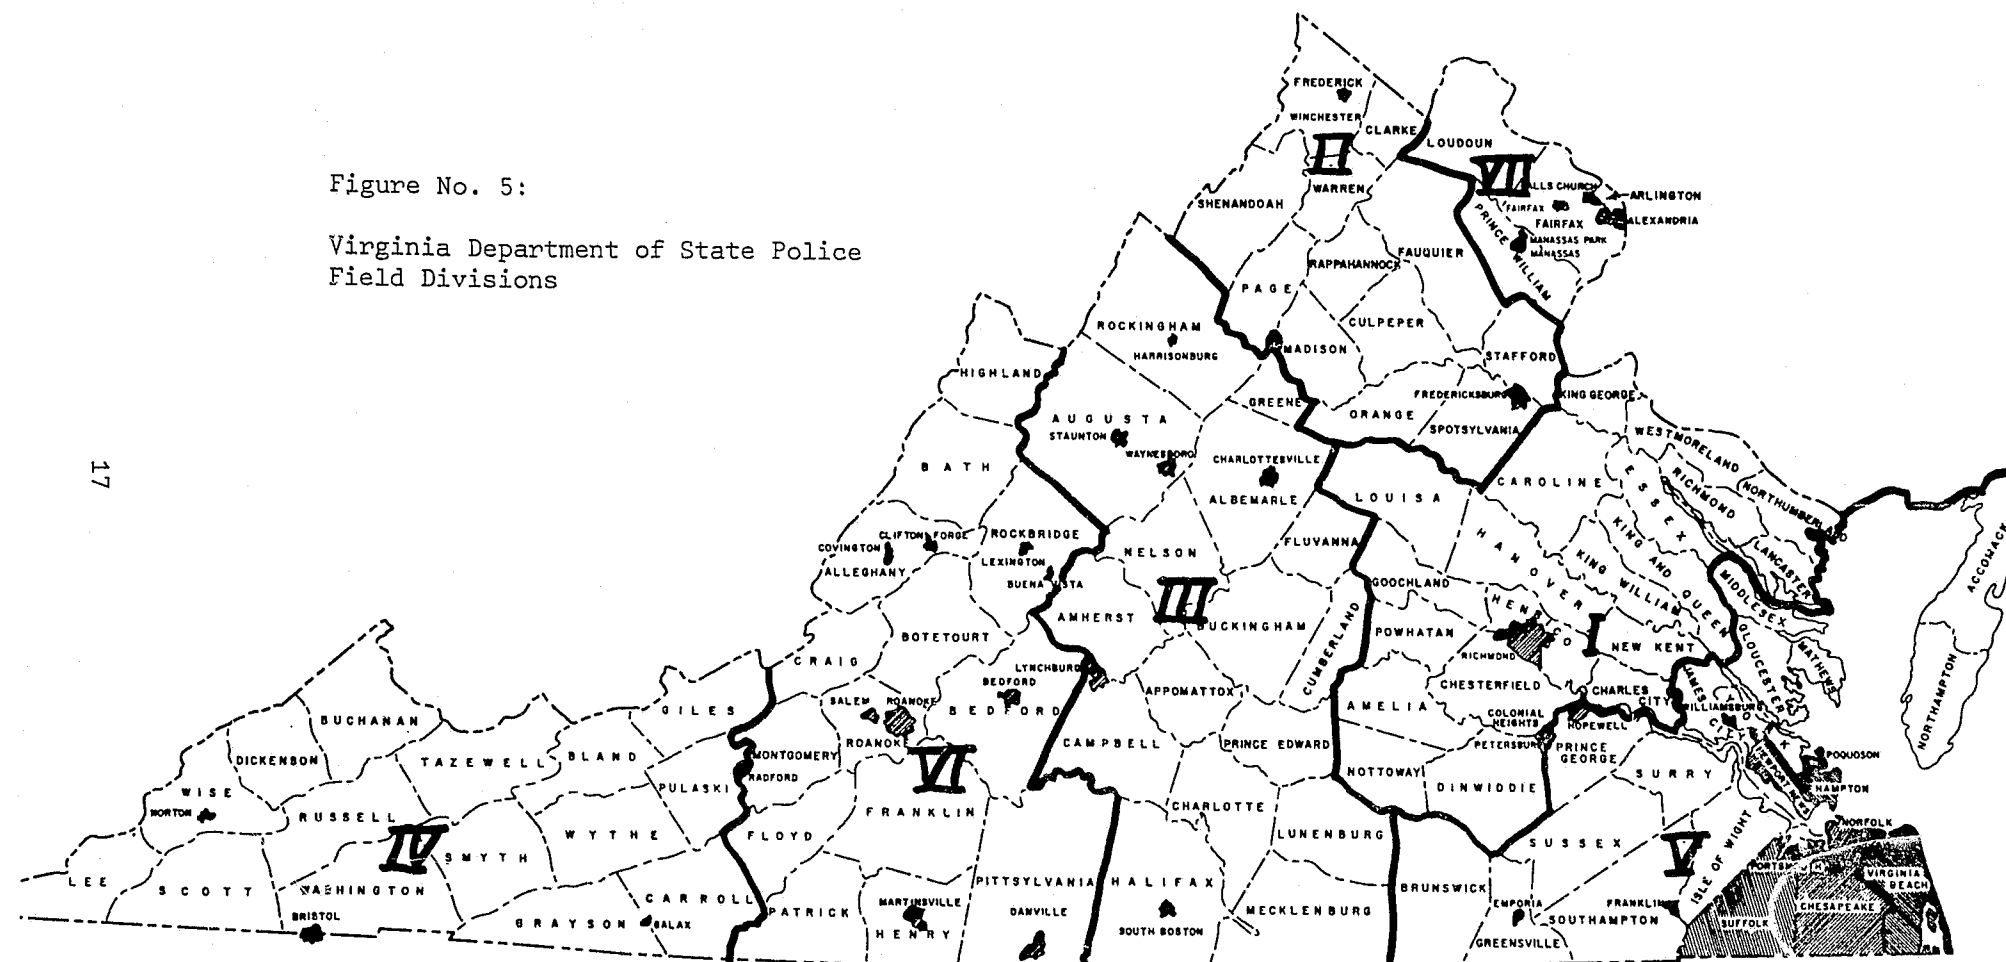 Figure No. 5:
Virginia Department of State Police
Field Divisions
17
FREDERICK
WINCHESTER
CLARKE
LOUDOUN
II
VII
WARREN
ALLS CHURCH
ARLINGTON
SHENANDOAH
FAIRFAX
FAIRFAX
ALEXANDRIA
PRINCE WILLIAM
MANASSAS PARK
MANASSAS
FAUQUIER
RAPPAHANNOCK
PAGE
ROCKINGHAM
CULPEPER
HARRISONBURG
MADISON
STAFFORD
HIGHLAND
GREENE
FREDERICKSBURG
KING GEORGE
AUGUSTA
ORANGE
STAUNTON
SPOTSYLVANIA
WESTMORELAND
WAYNESBORO
CHARLOTTESVILLE
BATH
ALBEMARLE
LOUISA
CAROLINE
ESSEX
RICHMOND
NORTHUMBERLAND
CLIFTON FORGE
ROCKBRIDGE
COVINGTON
NELSON
FLUVANNA
HANOVER
KING AND QUEEN
LANCASTER
ACCOMACK
LEXINGTON
ALLEGHANY
BUENA VISTA
GOOCHLAND
KING WILLIAM
MIDDLESEX
III
AMHERST
BUCKINGHAM
CUMBERLAND
HENRICO
I
BOTETOURT
POWHATAN
RICHMOND
NEW KENT
GLOUCESTER
MATHEWS
CRAIG
LYNCHBURG
BEDFORD
APPOMATTOX
CHESTERFIELD
CHARLES CITY
JAMES CITY
NORTHAMPTON
GILES
SALEM
ROANOKE
BEDFORD
AMELIA
COLONIAL HEIGHTS
HOPEWELL
WILLIAMSBURG
YORK
BUCHANAN
ROANOKE
CAMPBELL
PRINCE EDWARD
PETERSBURG
PRINCE GEORGE
POQUOSON
DICKENSON
TAZEWELL
BLAND
MONTGOMERY
VI
NOTTOWAY
SURRY
NEWPORT NEWS
RADFORD
PULASKI
DINWIDDIE
HAMPTON
WISE
NORTON
RUSSELL
FRANKLIN
CHARLOTTE
WYTHE
FLOYD
LUNENBURG
SUSSEX
NORFOLK
IV
SMYTH
V
ISLE OF WIGHT
PORTSMOUTH
VIRGINIA BEACH
LEE
SCOTT
WASHINGTON
CARROLL
PITTSYLVANIA
HALIFAX
BRUNSWICK
MARTINSVILLE
EMPORIA
FRANKLIN
CHESAPEAKE
BRISTOL
GRAYSON
GALAX
PATRICK
DANVILLE
MECKLENBURG
SOUTHAMPTON
SUFFOLK
HENRY
SOUTH BOSTON
GREENSVILLE